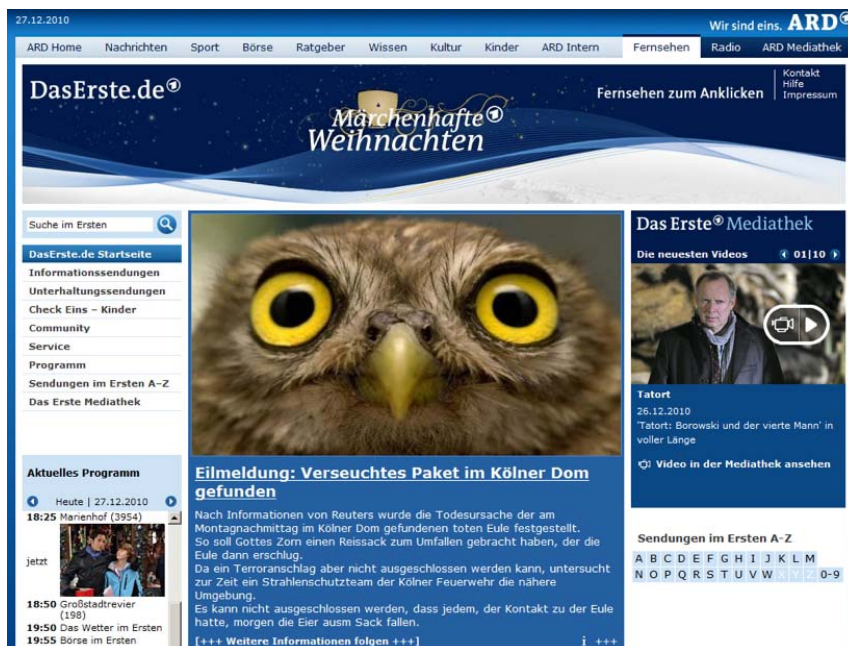 27.12.2010
Wir sind eins. ARD
ARD Home Nachrichten Sport Börse Ratgeber Wissen Kultur Kinder ARD Intern Fernsehen Radio ARD Mediathek
DasErste.de
Märchenhafte
Weihnachten
Fernsehen zum Anklicken
Kontakt
Hilfe
Impressum
Suche im Ersten
DasErste.de Startseite
Informationssendungen
Unterhaltungssendungen
Check Eins – Kinder
Community
Service
Programm
Sendungen im Ersten A–Z
Das Erste Mediathek
Aktuelles Programm
Heute | 27.12.2010
18:25 Marienhof (3954)
jetzt
18:50 Großstadtrevier
(198)
19:50 Das Wetter im Ersten
19:55 Börse im Ersten
Eilmeldung: Verseuchtes Paket im Kölner Dom
gefunden
Nach Informationen von Reuters wurde die Todesursache der am
Montagnachmittag im Kölner Dom gefundenen toten Eule festgestellt.
So soll Gottes Zorn einen Reissack zum Umfallen gebracht haben, der die
Eule dann erschlug.
Da ein Terroranschlag aber nicht ausgeschlossen werden kann, untersucht
zur Zeit ein Strahlenschutzteam der Kölner Feuerwehr die nähere
Umgebung.
Es kann nicht ausgeschlossen werden, dass jedem, der Kontakt zu der Eule
hatte, morgen die Eier ausm Sack fallen.
[+++ Weitere Informationen folgen +++] i +++
Das Erste Mediathek
Die neuesten Videos 01|10
Tatort
26.12.2010
'Tatort: Borowski und der vierte Mann' in
voller Länge
Video in der Mediathek ansehen
Sendungen im Ersten A-Z
A B C D E F G H I J K L M
N O P Q R S T U V W X Y Z 0-9